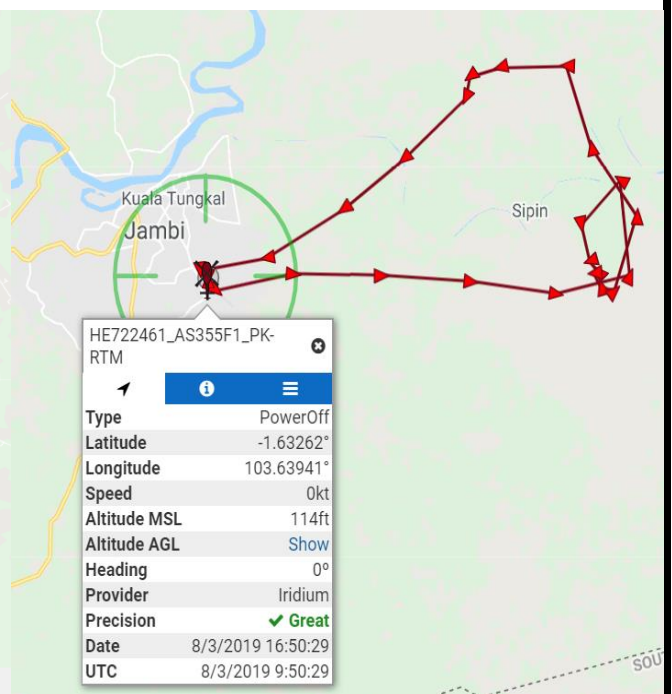 Kuala Tungkal
Jambi
Sipin
HE722461_AS355F1_PK-
RTM
Type PowerOff
Latitude -1.63262°
Longitude 103.63941°
Speed 0kt
Altitude MSL 114ft
Altitude AGL Show
Heading 0º
Provider Iridium
Precision ✔ Great
Date 8/3/2019 16:50:29
UTC 8/3/2019 9:50:29
SOU